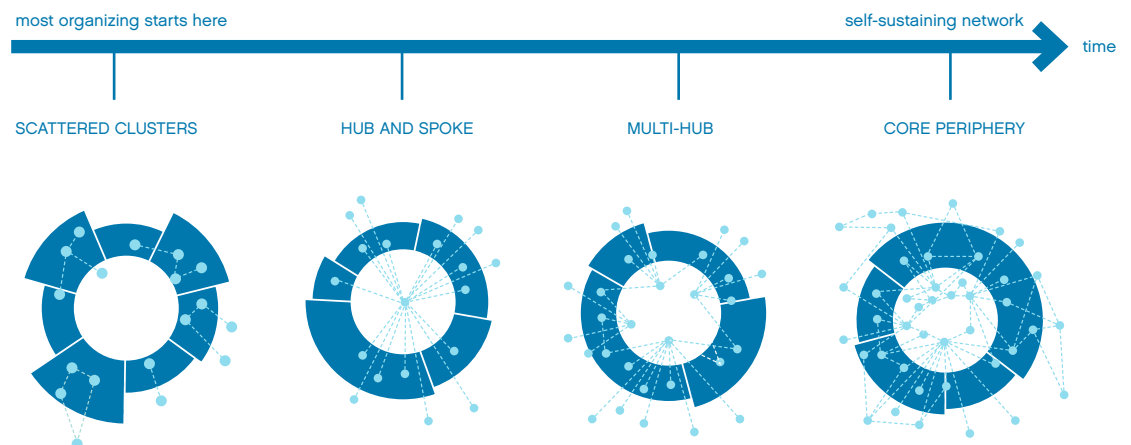 most organizing starts here
self-sustaining network
time
SCATTERED CLUSTERS
HUB AND SPOKE
MULTI-HUB
CORE PERIPHERY